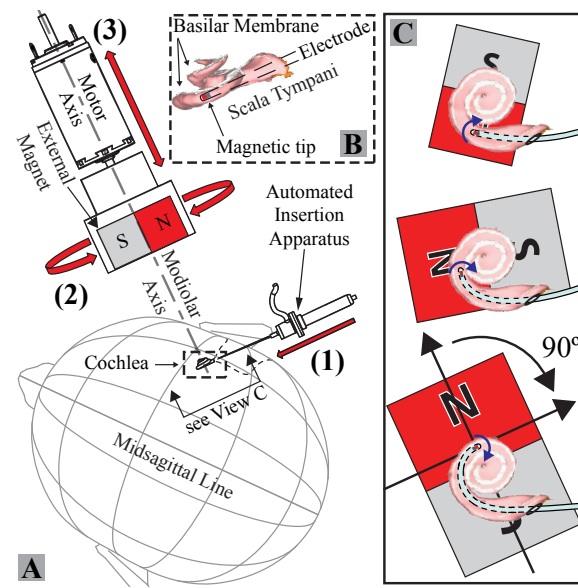 (3)
Motor
Axis
External
Magnet
S
N
(2)
Modiolar
Axis
Basilar Membrane
Electrode
Scala Tympani
Magnetic tip
B
Automated
Insertion
Apparatus
(1)
Cochlea
see View C
Midsagittal Line
A
C
S
N
N
S
90º
N
S